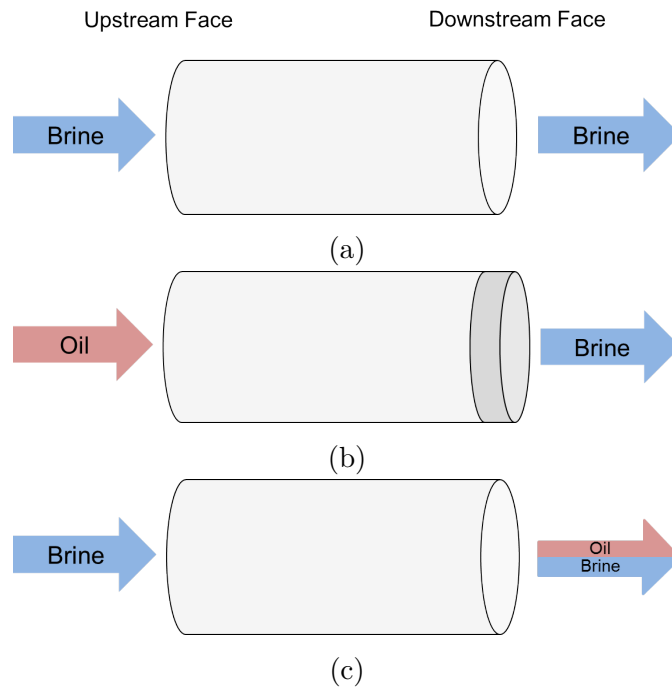 Upstream Face Downstream Face
Brine Brine
(a)
Oil Brine
(b)
Brine Oil
Brine
(c)